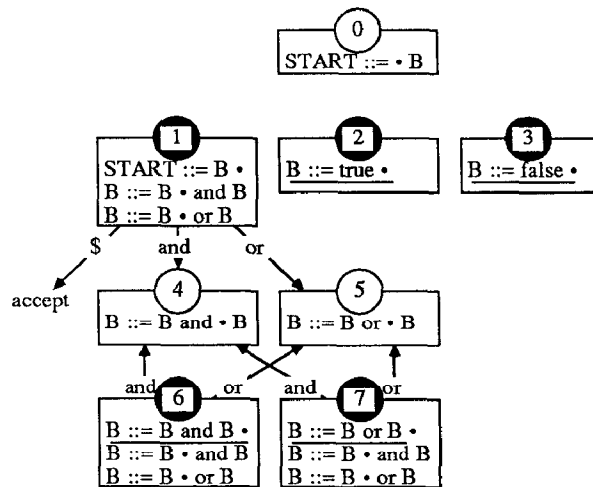 0
START ::= • B
1
START ::= B •
B ::= B • and B
B ::= B • or B
2
B ::= true •
3
B ::= false •
$ and or
accept
4
B ::= B and • B
5
B ::= B or • B
and or and or
6
B ::= B and B •
B ::= B • and B
B ::= B • or B
7
B ::= B or B •
B ::= B • and B
B ::= B • or B